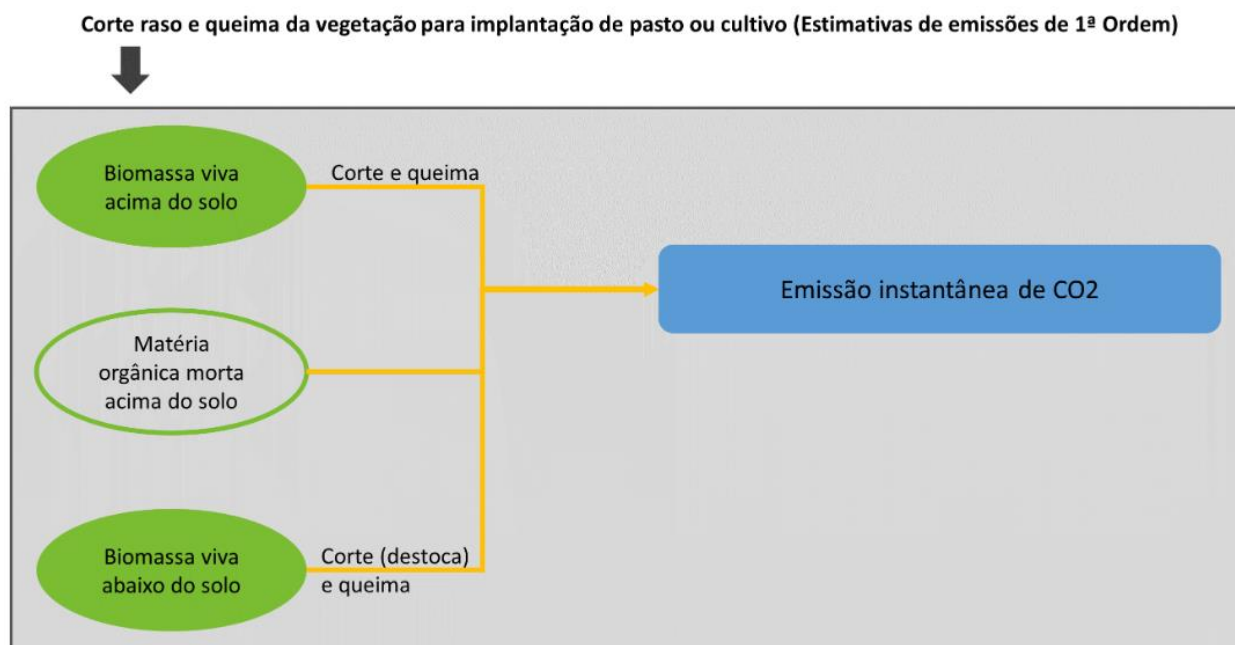 Corte raso e queima da vegetação para implantação de pasto ou cultivo (Estimativas de emissões de 1ª Ordem)
Biomassa viva
acima do solo
Corte e queima
Emissão instantânea de CO2
Matéria
orgânica morta
acima do solo
Biomassa viva
abaixo do solo
Corte (destoca)
e queima